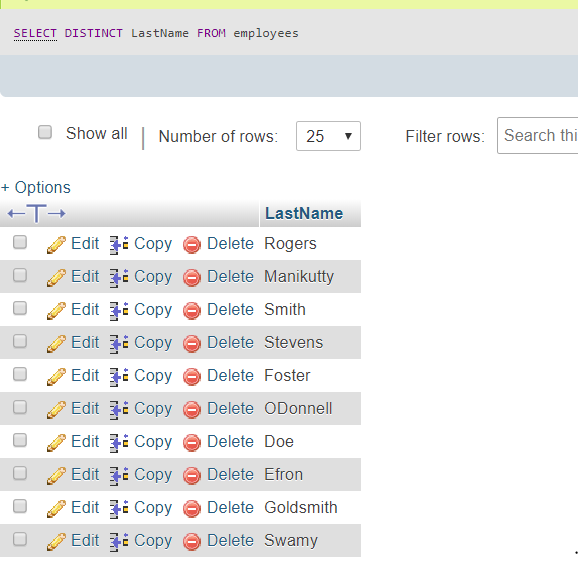 SELECT DISTINCT LastName FROM employees
Show all | Number of rows: 25 Filter rows: Search thi
+ Options
LastName
Edit Copy Delete Rogers
Edit Copy Delete Manikutty
Edit Copy Delete Smith
Edit Copy Delete Stevens
Edit Copy Delete Foster
Edit Copy Delete ODonnell
Edit Copy Delete Doe
Edit Copy Delete Efron
Edit Copy Delete Goldsmith
Edit Copy Delete Swamy